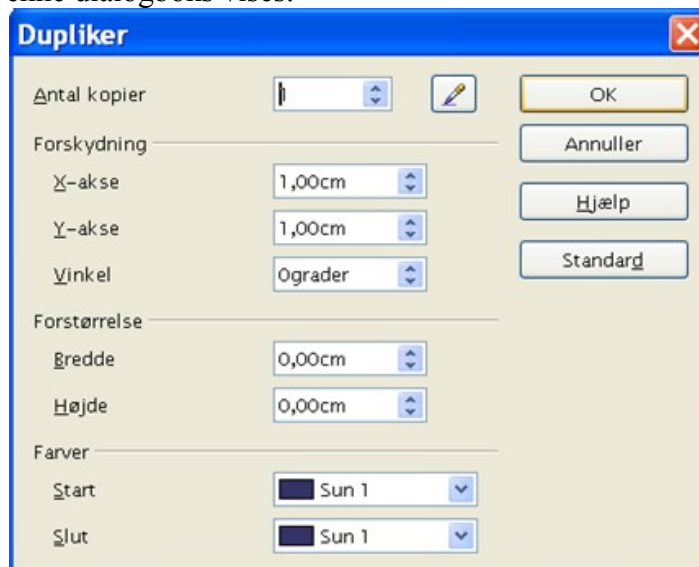 Dupliker
Antal kopier 1 OK
Forskydning Annuller
X-akse 1,00cm Hjælp
Y-akse 1,00cm
Vinkel 0grader Standard
Forstørrelse
Bredde 0,00cm
Højde 0,00cm
Farver
Start Sun 1
Slut Sun 1